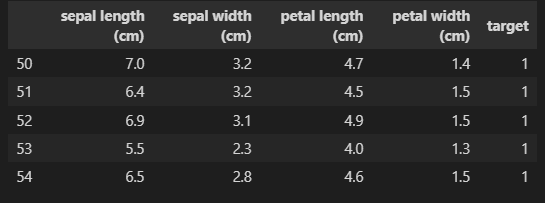 sepal length (cm) sepal width (cm) petal length (cm) petal width (cm) target
50 7.0 3.2 4.7 1.4 1
51 6.4 3.2 4.5 1.5 1
52 6.9 3.1 4.9 1.5 1
53 5.5 2.3 4.0 1.3 1
54 6.5 2.8 4.6 1.5 1